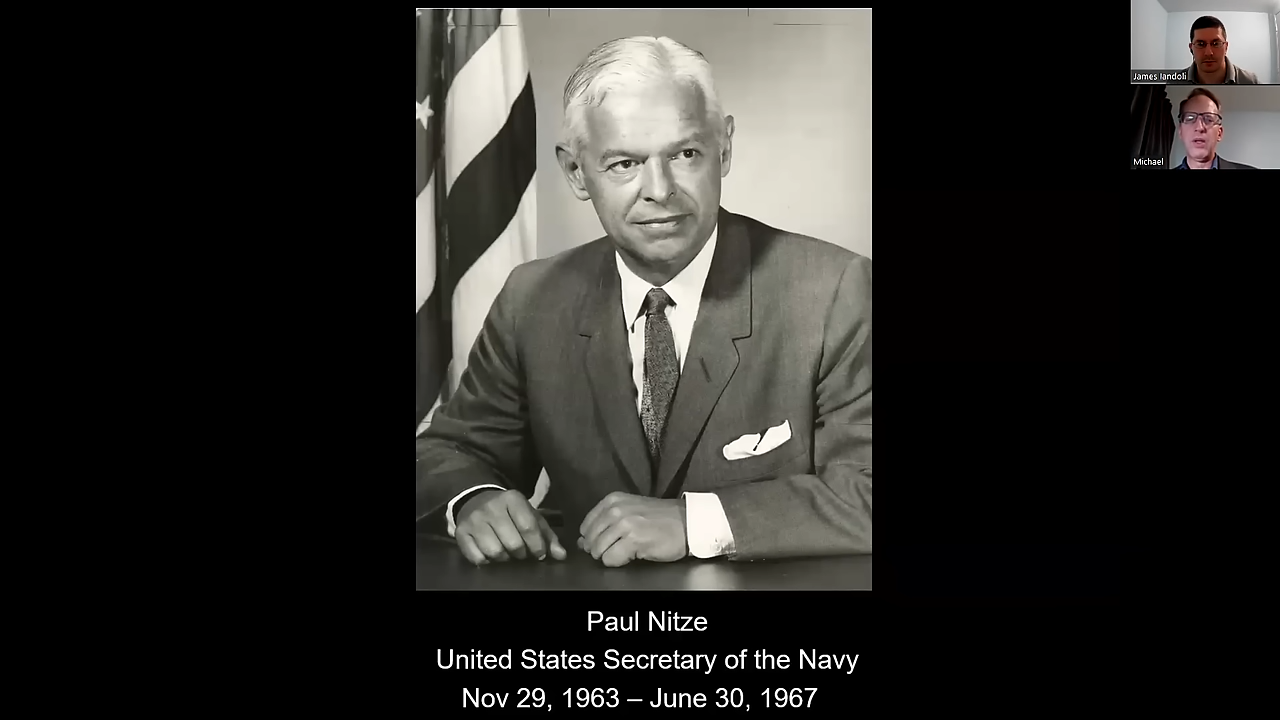 James Iandoli
Michael
Paul Nitze
United States Secretary of the Navy
Nov 29, 1963 – June 30, 1967